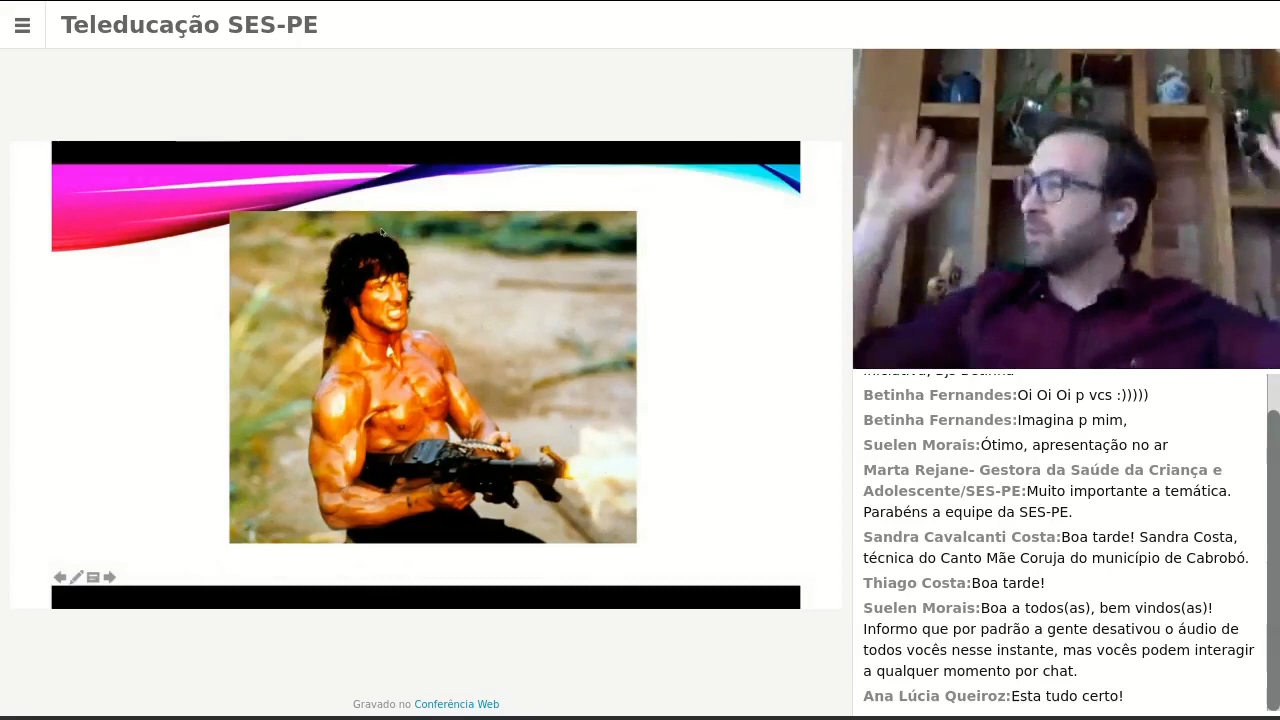 Teleducação SES-PE
Betinha Fernandes:Oi Oi Oi p vcs :)))))
Betinha Fernandes:Imagina p mim,
Suelen Morais:Ótimo, apresentação no ar
Marta Rejane- Gestora da Saúde da Criança e
Adolescente/SES-PE:Muito importante a temática.
Parabéns a equipe da SES-PE.
Sandra Cavalcanti Costa:Boa tarde! Sandra Costa,
técnica do Canto Mãe Coruja do município de Cabrobó.
Thiago Costa:Boa tarde!
Suelen Morais:Boa a todos(as), bem vindos(as)!
Informo que por padrão a gente desativou o áudio de
todos vocês nesse instante, mas vocês podem interagir
a qualquer momento por chat.
Ana Lúcia Queiroz:Esta tudo certo!
Gravado no Conferência Web